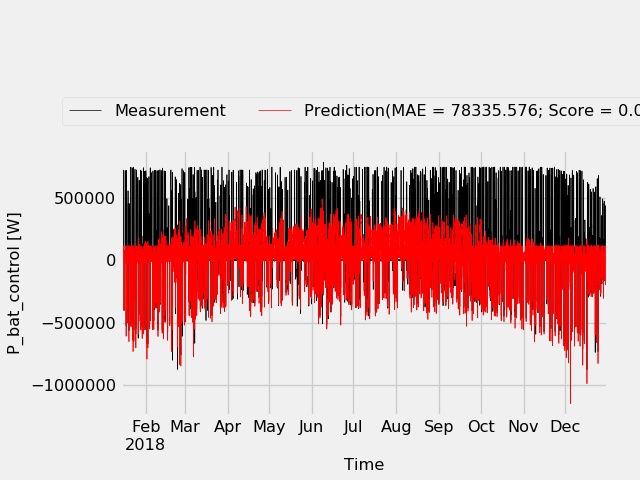 Measurement Prediction(MAE = 78335.576; Score = 0.0
P_bat_control [W]
500000
0
−500000
−1000000
Feb Mar Apr May Jun Jul Aug Sep Oct Nov Dec
2018
Time